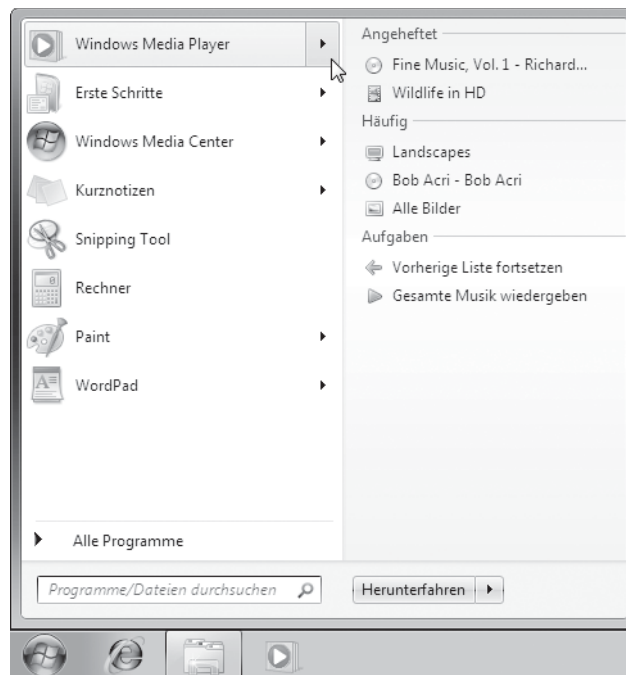 Windows Media Player
Erste Schritte
Windows Media Center
Kurznotizen
Snipping Tool
Rechner
Paint
WordPad
Alle Programme
Programme/Dateien durchsuchen
Angeheftet
Fine Music, Vol. 1 - Richard...
Wildlife in HD
Häufig
Landscapes
Bob Acri - Bob Acri
Alle Bilder
Aufgaben
Vorherige Liste fortsetzen
Gesamte Musik wiedergeben
Herunterfahren